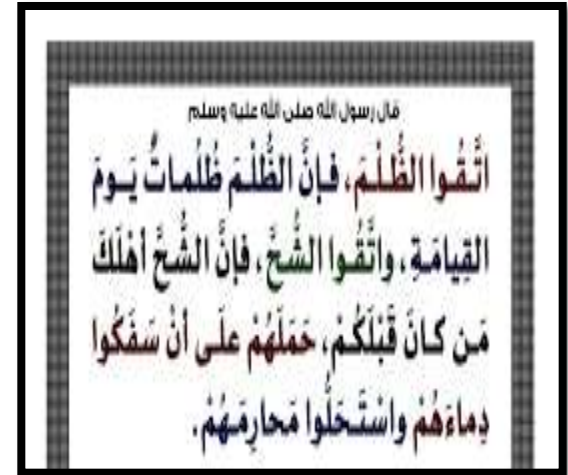 قال رسول الله صلى الله عليه وسلم
اتَّقُوا الظُّلْمَ، فإنَّ الظُّلْمَ ظُلُماتٌ يَومَ
القِيامَةِ، واتَّقُوا الشُّحَّ، فإنَّ الشُّحَّ أهْلَكَ
مَن كانَ قَبْلَكُمْ، حَمَلَهُمْ علَى أنْ سَفَكُوا
دِماءَهُمْ واسْتَحَلُّوا مَحارِمَهُمْ.